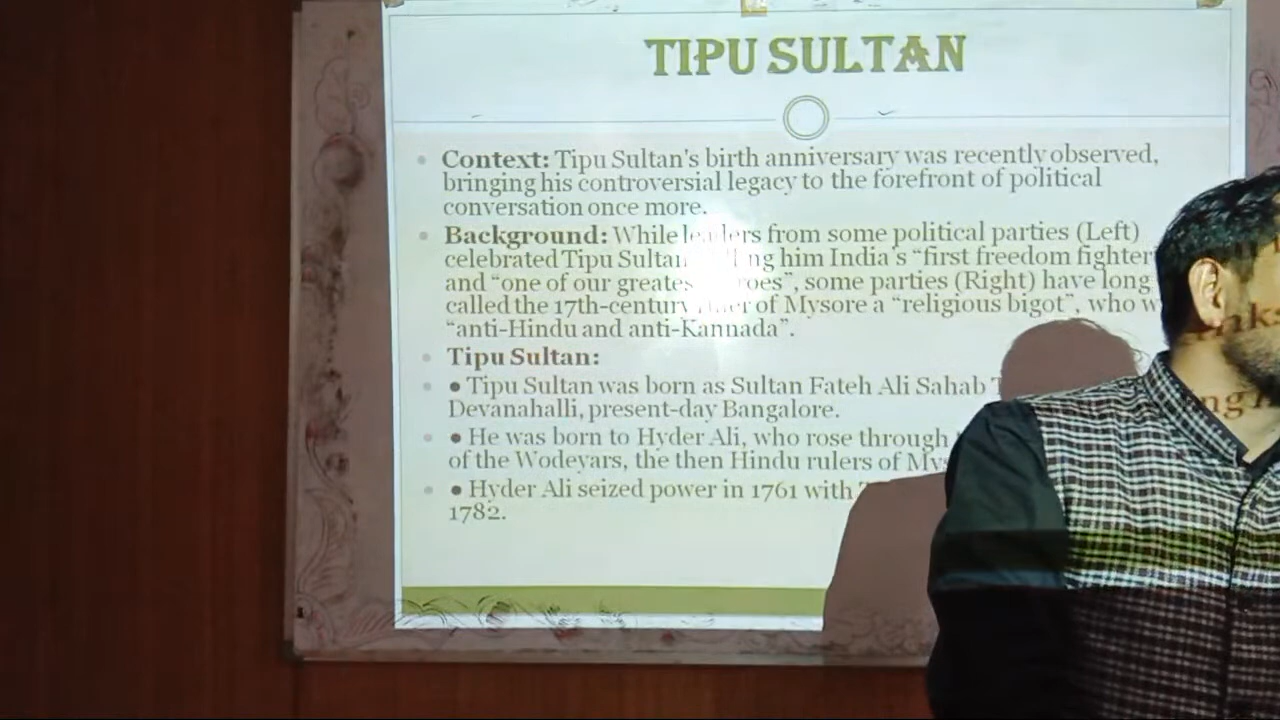 TIPU SULTAN
Context: Tipu Sultan's birth anniversary was recently observed,
bringing his controversial legacy to the forefront of political
conversation once more.
Background: While leaders from some political parties (Left)
celebrated Tipu Sultan him India's "first freedom fighter
and "one of our greates roes", some parties (Right) have long
called the 17th-century ruler of Mysore a "religious bigot", who w
"anti-Hindu and anti-Kannada".
Tipu Sultan:
● Tipu Sultan was born as Sultan Fateh Ali Sahab T
Devanahalli, present-day Bangalore.
● He was born to Hyder Ali, who rose through
of the Wodeyars, the then Hindu rulers of Mys
● Hyder Ali seized power in 1761 with T
1782.